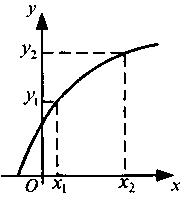 y
y₂
y₁
O x₁ x₂ x